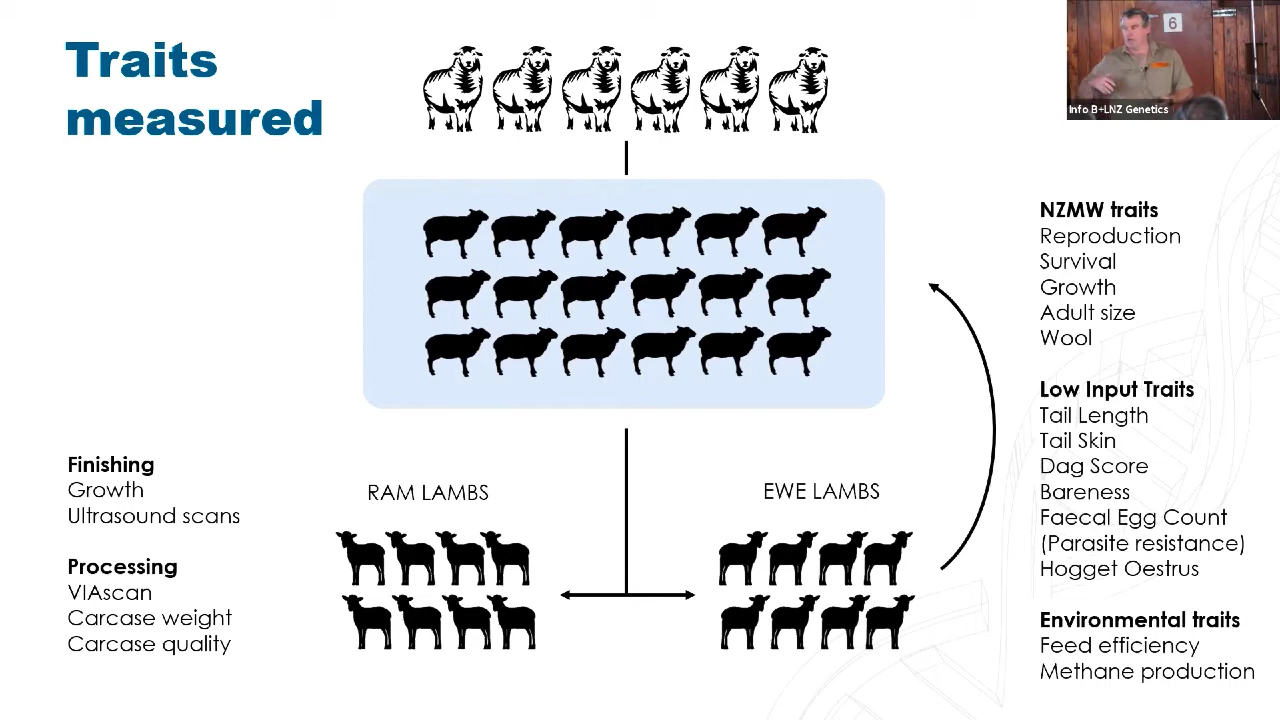 Traits
measured
6
Info B+LNZ Genetics
NZMW traits
Reproduction
Survival
Growth
Adult size
Wool
Low Input Traits
Tail Length
Tail Skin
Dag Score
Bareness
Faecal Egg Count
(Parasite resistance)
Hogget Oestrus
Environmental traits
Feed efficiency
Methane production
Finishing
Growth
Ultrasound scans
Processing
VIAscan
Carcase weight
Carcase quality
RAM LAMBS
EWE LAMBS